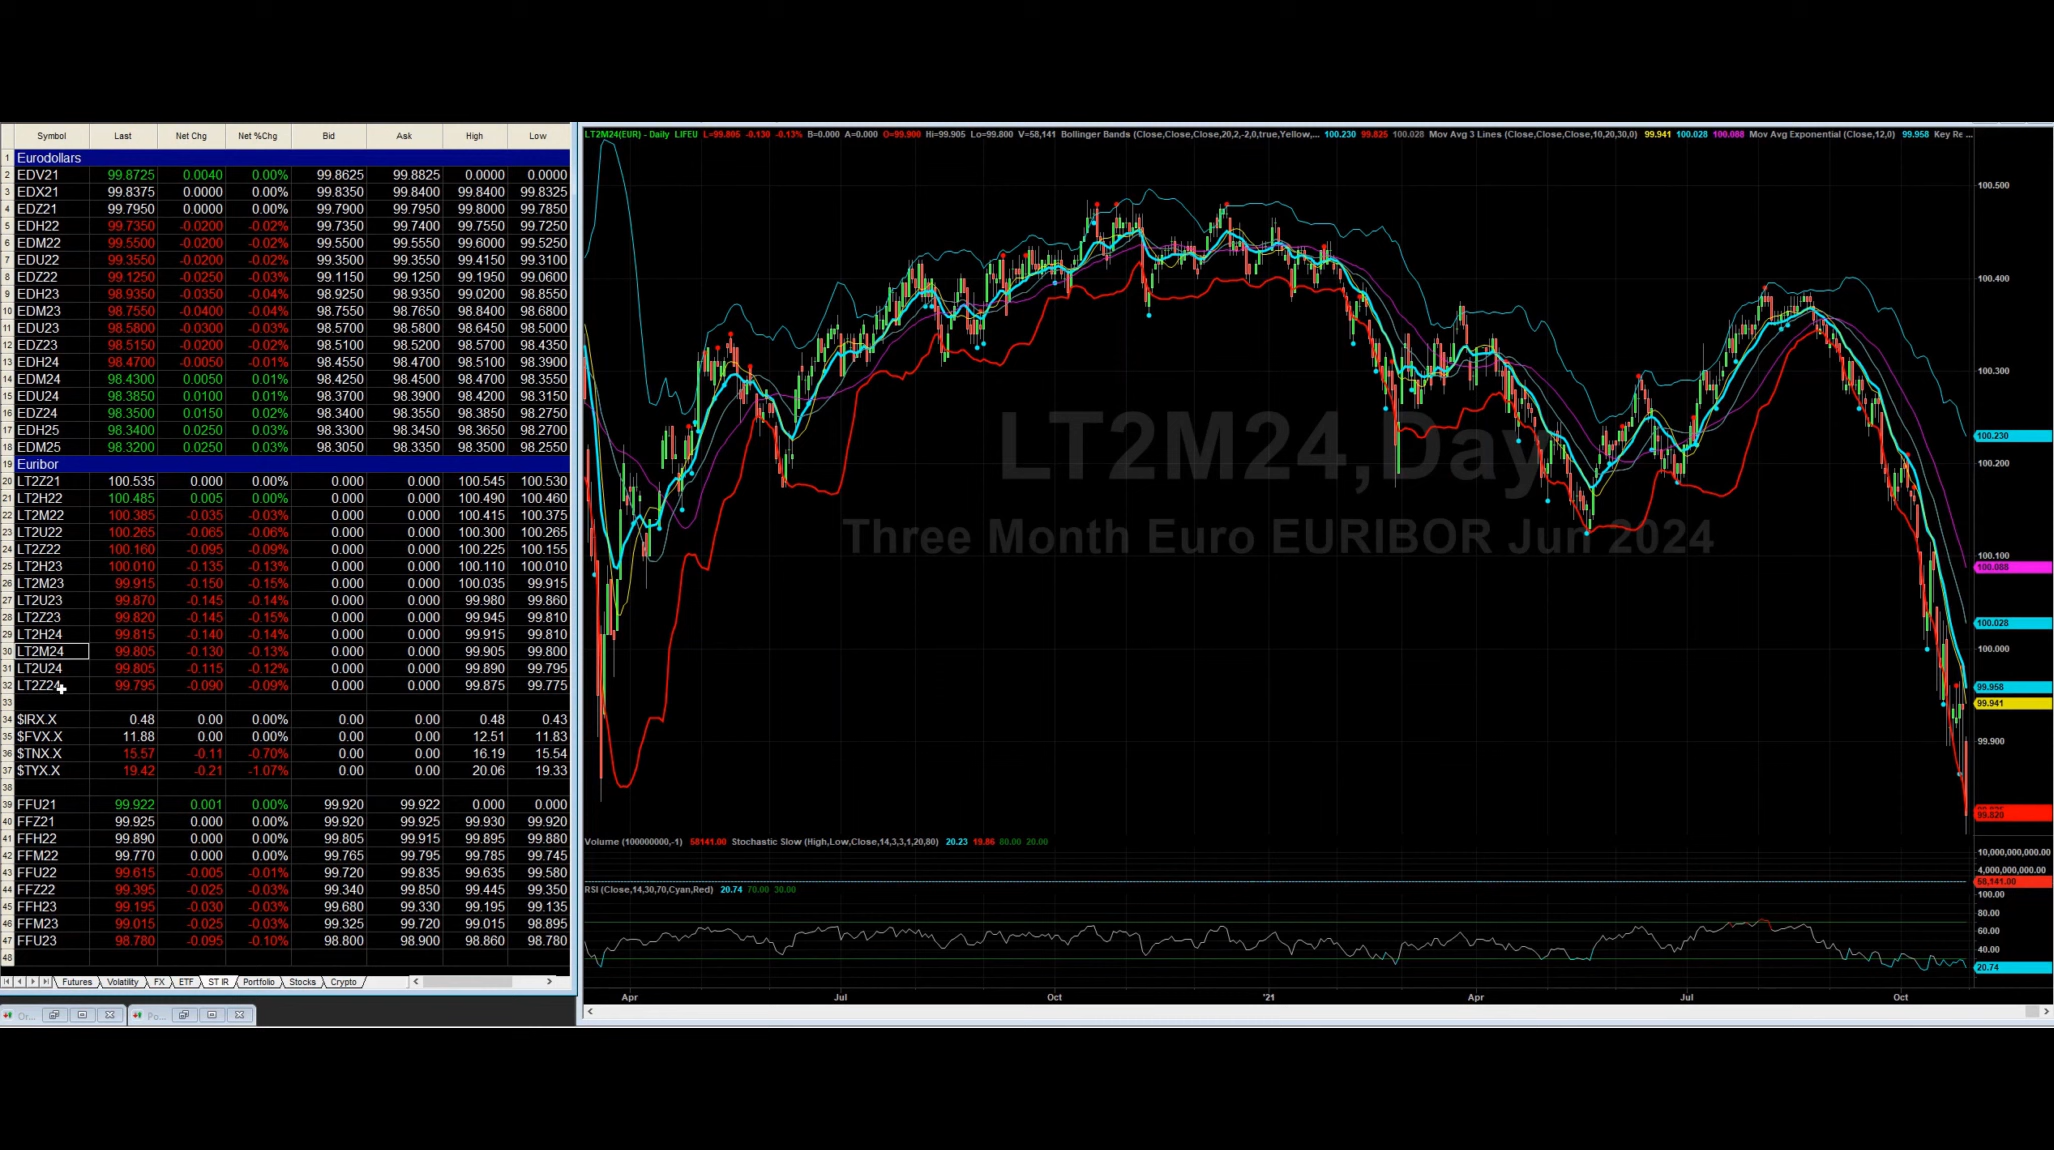 Symbol Last Net Chg Net %Chg Bid Ask High Low
1 Eurodollars
2 EDV21 99.8725 0.0040 0.00% 99.8625 99.8825 0.0000 0.0000
3 EDX21 99.8375 0.0000 0.00% 99.8350 99.8400 99.8400 99.8325
4 EDZ21 99.7950 0.0000 0.00% 99.7900 99.7950 99.8000 99.7850
5 EDH22 99.7350 -0.0200 -0.02% 99.7350 99.7400 99.7550 99.7250
6 EDM22 99.5500 -0.0200 -0.02% 99.5500 99.5550 99.6000 99.5250
7 EDU22 99.3550 -0.0200 -0.02% 99.3500 99.3550 99.4150 99.3100
8 EDZ22 99.1250 -0.0250 -0.03% 99.1150 99.1250 99.1950 99.0600
9 EDH23 98.9350 -0.0350 -0.04% 98.9250 98.9350 99.0200 98.8550
10 EDM23 98.7550 -0.0400 -0.04% 98.7550 98.7650 98.8400 98.6800
11 EDU23 98.5800 -0.0300 -0.03% 98.5700 98.5800 98.6450 98.5000
12 EDZ23 98.5150 -0.0200 -0.02% 98.5100 98.5200 98.5700 98.4350
13 EDH24 98.4700 -0.0050 -0.01% 98.4550 98.4700 98.5100 98.3900
14 EDM24 98.4300 0.0050 0.01% 98.4250 98.4500 98.4700 98.3550
15 EDU24 98.3850 0.0100 0.01% 98.3700 98.3900 98.4200 98.3150
16 EDZ24 98.3500 0.0150 0.02% 98.3400 98.3550 98.3850 98.2750
17 EDH25 98.3400 0.0250 0.03% 98.3300 98.3450 98.3650 98.2700
18 EDM25 98.3200 0.0250 0.03% 98.3050 98.3350 98.3500 98.2550
19 Euribor
20 LT2Z21 100.535 0.000 0.00% 0.000 0.000 100.545 100.530
21 LT2H22 100.485 0.005 0.00% 0.000 0.000 100.490 100.460
22 LT2M22 100.385 -0.035 -0.03% 0.000 0.000 100.415 100.375
23 LT2U22 100.265 -0.065 -0.06% 0.000 0.000 100.300 100.265
24 LT2Z22 100.160 -0.095 -0.09% 0.000 0.000 100.225 100.155
25 LT2H23 100.010 -0.135 -0.13% 0.000 0.000 100.110 100.010
26 LT2M23 99.915 -0.150 -0.15% 0.000 0.000 100.035 99.915
27 LT2U23 99.870 -0.145 -0.14% 0.000 0.000 99.980 99.860
28 LT2Z23 99.820 -0.145 -0.15% 0.000 0.000 99.945 99.810
29 LT2H24 99.815 -0.140 -0.14% 0.000 0.000 99.915 99.810
30 LT2M24 99.805 -0.130 -0.13% 0.000 0.000 99.905 99.800
31 LT2U24 99.805 -0.115 -0.12% 0.000 0.000 99.890 99.795
32 LT2Z24 99.795 -0.090 -0.09% 0.000 0.000 99.875 99.775
33
34 $IRX.X 0.48 0.00 0.00% 0.00 0.00 0.48 0.43
35 $FVX.X 11.88 0.00 0.00% 0.00 0.00 12.51 11.83
36 $TNX.X 15.57 -0.11 -0.70% 0.00 0.00 16.19 15.54
37 $TYX.X 19.42 -0.21 -1.07% 0.00 0.00 20.06 19.33
38
39 FFU21 99.922 0.001 0.00% 99.920 99.922 0.000 0.000
40 FFZ21 99.925 0.000 0.00% 99.920 99.925 99.930 99.920
41 FFH22 99.890 0.000 0.00% 99.805 99.915 99.895 99.880
42 FFM22 99.770 0.000 0.00% 99.765 99.795 99.785 99.745
43 FFU22 99.615 -0.005 -0.01% 99.720 99.835 99.635 99.580
44 FFZ22 99.395 -0.025 -0.03% 99.340 99.850 99.445 99.350
45 FFH23 99.195 -0.030 -0.03% 99.680 99.330 99.195 99.135
46 FFM23 99.015 -0.025 -0.03% 99.325 99.720 99.015 98.895
47 FFU23 98.780 -0.095 -0.10% 98.800 98.900 98.860 98.780
48
Futures Volatility FX ETF ST IR Portfolio Stocks Crypto
Or... Po...
LT2M24(EUR) - Daily LIFEU L=99.805 -0.130 -0.13% B=0.000 A=0.000 O=99.900 Hi=99.905 Lo=99.800 V=58,141 Bollinger Bands (Close,Close,Close,20,2,-2,0,true,Yellow,... 100.230 99.825 100.028 Mov Avg 3 Lines (Close,Close,Close,10,20,30,0) 99.941 100.028 100.088 Mov Avg Exponential (Close,12,0) 99.958 Key Re ...
LT2M24,Day
Three Month Euro EURIBOR Jun 2024
100.500
100.400
100.300
100.230
100.200
100.100
100.088
100.028
100.000
99.958
99.941
99.900
99.820
Volume (100000000,-1) 58141.00 Stochastic Slow (High,Low,Close,14,3,3,1,20,80) 20.23 19.86 80.00 20.00
10,000,000,000.00
4,000,000,000.00
58,141.00
RSI (Close,14,30,70,Cyan,Red) 20.74 70.00 30.00
100.00
80.00
60.00
40.00
20.74
Apr Jul Oct '21 Apr Jul Oct